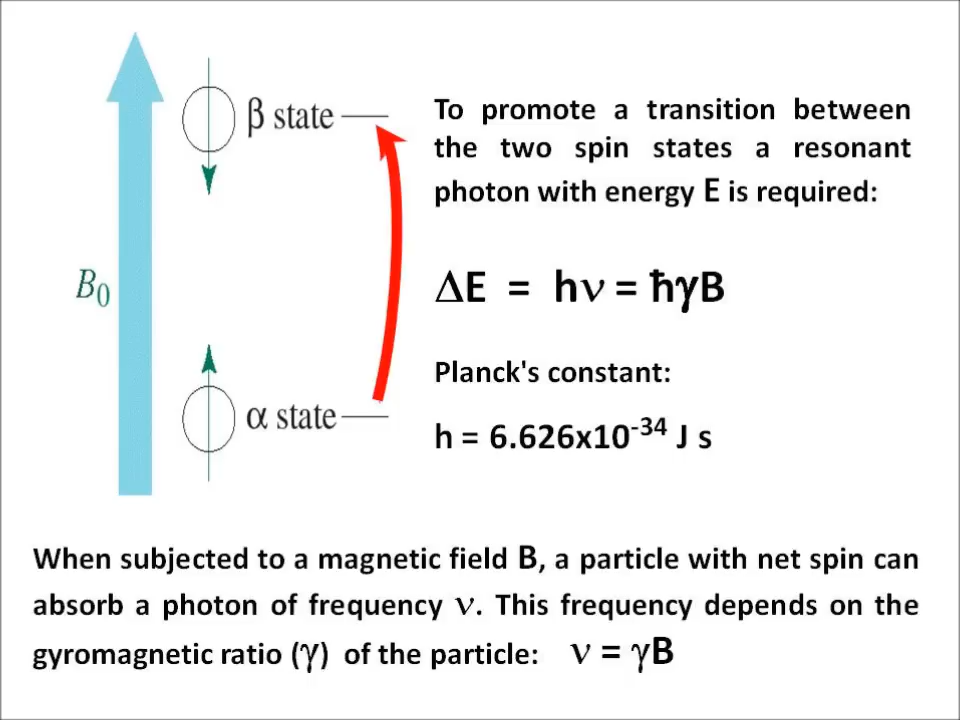 β state
To promote a transition between
the two spin states a resonant
photon with energy E is required:
B₀
ΔE = hν = ħγB
Planck's constant:
α state
h = 6.626x10⁻³⁴ J s
When subjected to a magnetic field B, a particle with net spin can
absorb a photon of frequency ν. This frequency depends on the
gyromagnetic ratio (γ) of the particle: ν = γB